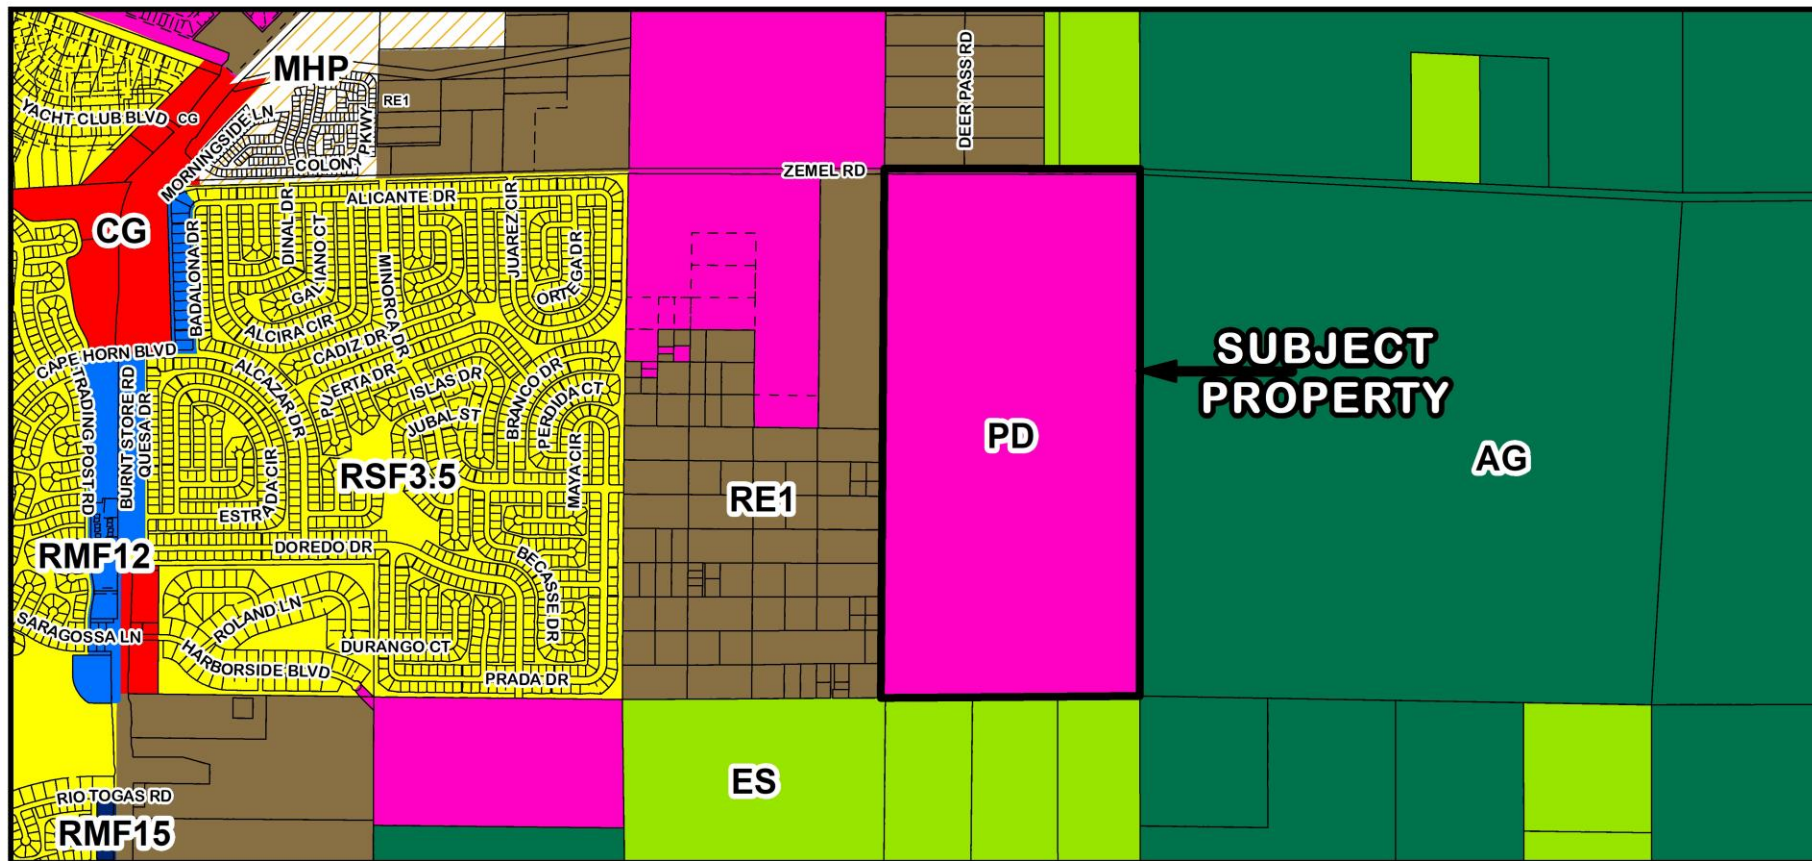 MHP
RE1
YACHT CLUB BLVD
CG
MORNINGSIDE LN
COLONY PKWY
DEER PASS RD
ZEMEL RD
ALICANTE DR
CG
BADALONA DR
DINAL DR
GALVIANO CT
MINORCA DR
JUAREZ CIR
ORTEGA DR
ALCIRA CIR
CADIZ DR
CAPE HORN BLVD
TRADING POST RD
BURNT STORE RD
QUESA DR
ALCAZAR DR
PUERTA DR
ISLAS DR
JUBAL ST
BRANCO DR
PERDIDA CT
MAYA CIR
SUBJECT
PROPERTY
PD
AG
RSF3.5
RE1
ESTRADA CIR
RMF12
DOREDO DR
BECASSE DR
ROLAND LN
SARAGOSSA LN
HARBORSIDE BLVD
DURANGO CT
PRADA DR
ES
RIO TOGAS RD
RMF15